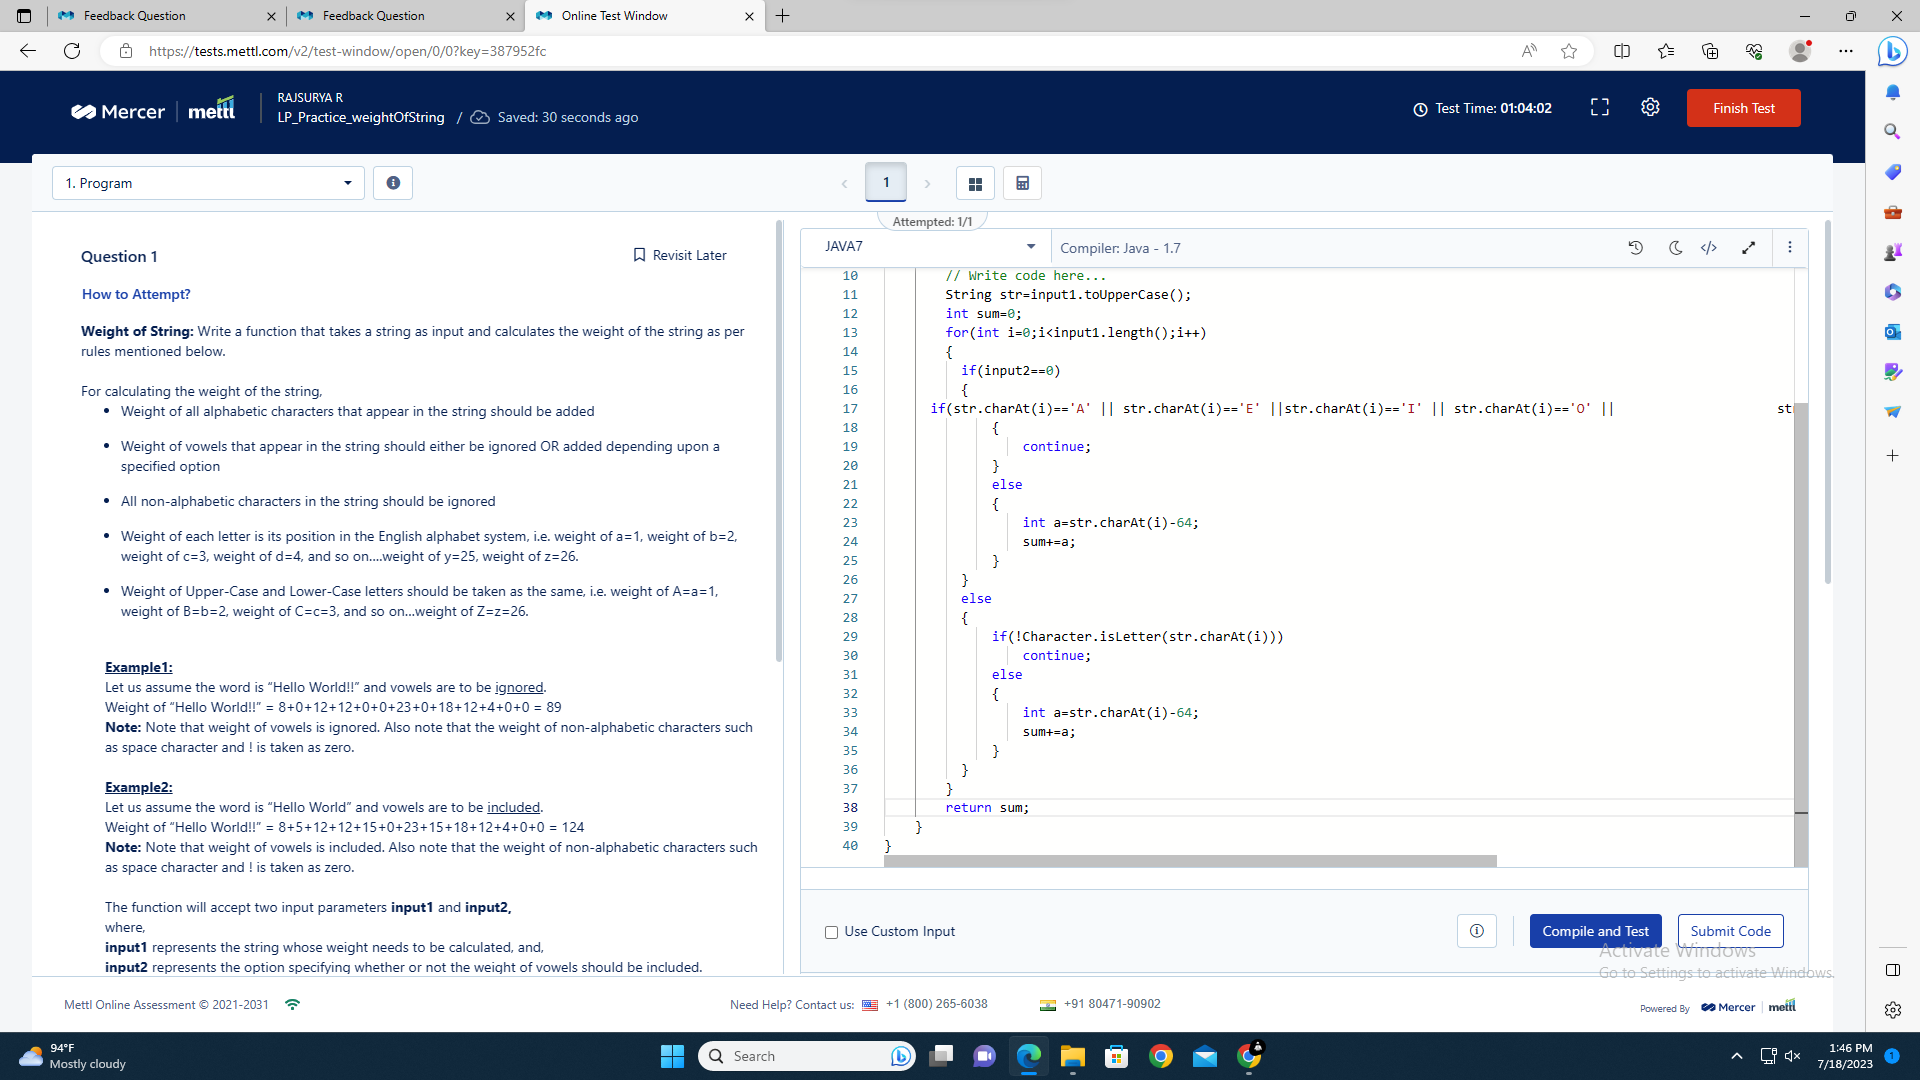 Feedback Question
Feedback Question
Online Test Window
https://tests.mettl.com/v2/test-window/open/0/0?key=387952fc
Mercer | mettl
RAJSURYA R
LP_Practice_weightOfString / Saved: 30 seconds ago
Test Time: 01:04:02
Finish Test
1. Program
1
Attempted: 1/1
Question 1
Revisit Later
How to Attempt?
Weight of String: Write a function that takes a string as input and calculates the weight of the string as per
rules mentioned below.
For calculating the weight of the string,
• Weight of all alphabetic characters that appear in the string should be added
• Weight of vowels that appear in the string should either be ignored OR added depending upon a
specified option
• All non-alphabetic characters in the string should be ignored
• Weight of each letter is its position in the English alphabet system, i.e. weight of a=1, weight of b=2,
weight of c=3, weight of d=4, and so on....weight of y=25, weight of z=26.
• Weight of Upper-Case and Lower-Case letters should be taken as the same, i.e. weight of A=a=1,
weight of B=b=2, weight of C=c=3, and so on...weight of Z=z=26.
Example1:
Let us assume the word is “Hello World!!” and vowels are to be ignored.
Weight of “Hello World!!” = 8+0+12+12+0+0+23+0+18+12+4+0+0 = 89
Note: Note that weight of vowels is ignored. Also note that the weight of non-alphabetic characters such
as space character and ! is taken as zero.
Example2:
Let us assume the word is “Hello World” and vowels are to be included.
Weight of “Hello World!!” = 8+5+12+12+15+0+23+15+18+12+4+0+0 = 124
Note: Note that weight of vowels is included. Also note that the weight of non-alphabetic characters such
as space character and ! is taken as zero.
The function will accept two input parameters input1 and input2,
where,
input1 represents the string whose weight needs to be calculated, and,
input2 represents the option specifying whether or not the weight of vowels should be included.
JAVA7
Compiler: Java - 1.7
10 // Write code here...
11 String str=input1.toUpperCase();
12 int sum=0;
13 for(int i=0;i<input1.length();i++)
14 {
15 if(input2==0)
16 {
17 if(str.charAt(i)=='A' || str.charAt(i)=='E' ||str.charAt(i)=='I' || str.charAt(i)=='O' || st
18 {
19 continue;
20 }
21 else
22 {
23 int a=str.charAt(i)-64;
24 sum+=a;
25 }
26 }
27 else
28 {
29 if(!Character.isLetter(str.charAt(i)))
30 continue;
31 else
32 {
33 int a=str.charAt(i)-64;
34 sum+=a;
35 }
36 }
37 }
38 return sum;
39 }
40 }
Use Custom Input
Compile and Test
Submit Code
Activate Windows
Go to Settings to activate Windows.
Mettl Online Assessment © 2021-2031
Need Help? Contact us: +1 (800) 265-6038
+91 80471-90902
Powered By Mercer | mettl
94°F
Mostly cloudy
Search
1:46 PM
7/18/2023
1